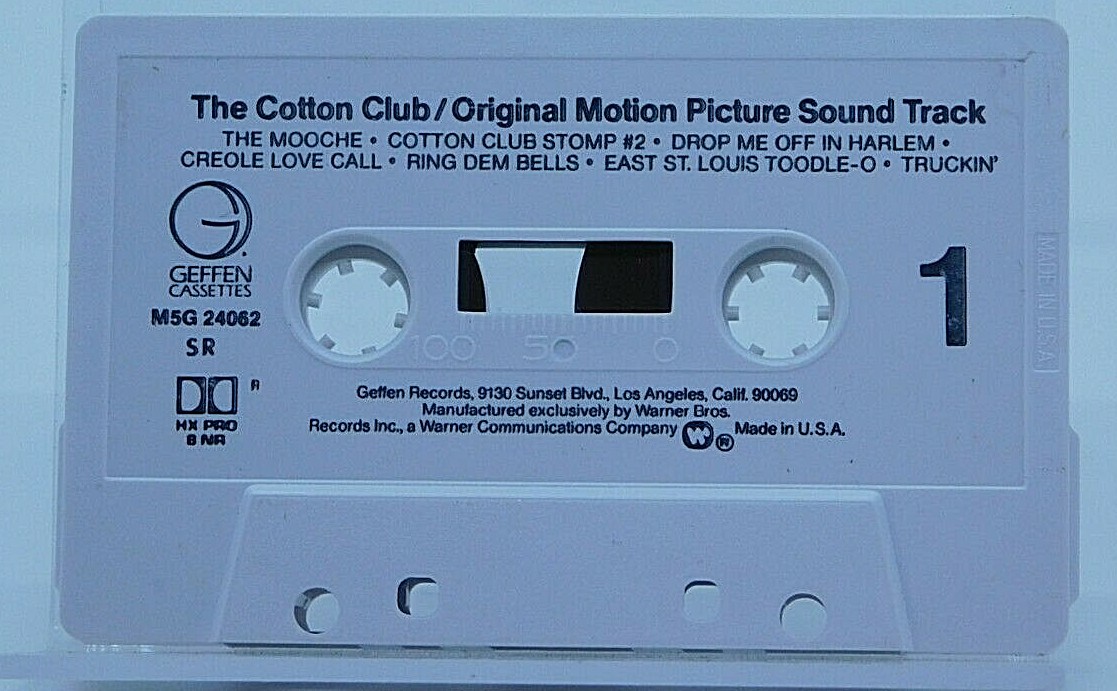 The Cotton Club/Original Motion Picture Sound Track
THE MOOCHE • COTTON CLUB STOMP #2 • DROP ME OFF IN HARLEM •
CREOLE LOVE CALL • RING DEM BELLS • EAST ST. LOUIS TOODLE-O • TRUCKIN'
G
GEFFEN
CASSETTES
M5G 24062
SR
1
MADE IN U.S.A.
100 50 0
HX PRO
B NR
R
Geffen Records, 9130 Sunset Blvd., Los Angeles, Calif. 90069
Manufactured exclusively by Warner Bros.
Records Inc., a Warner Communications Company W ® Made in U.S.A.